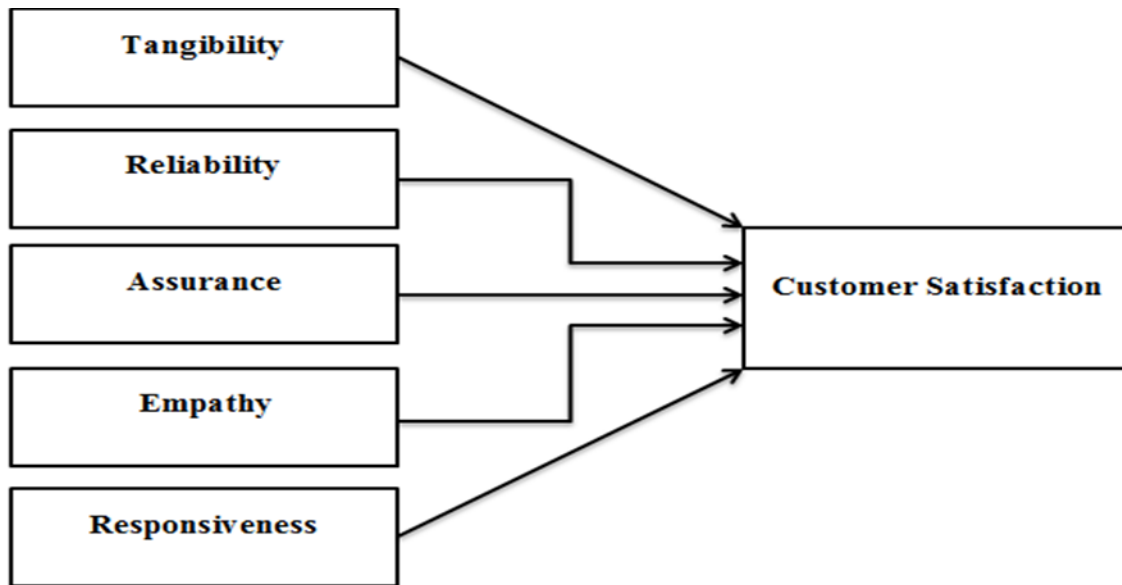 Tangibility
Reliability
Assurance
Empathy
Responsiveness
Customer Satisfaction